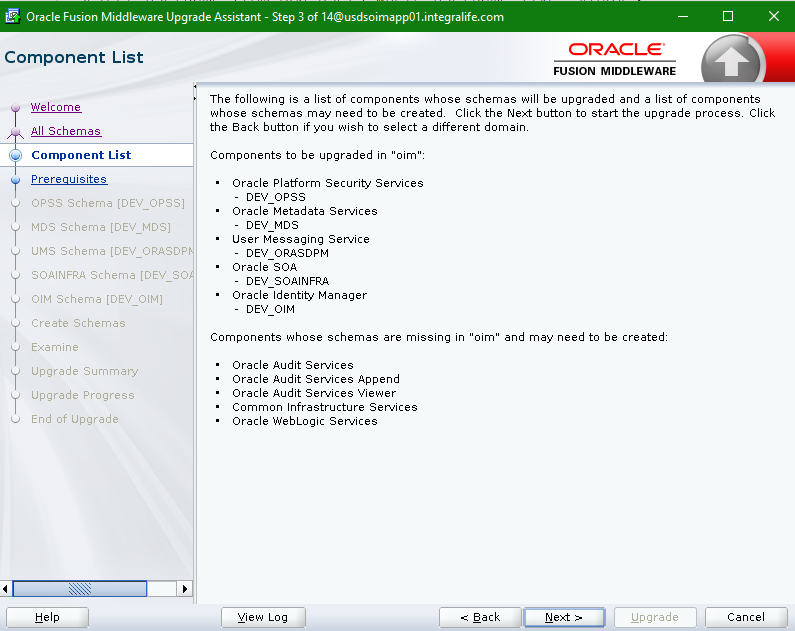 Oracle Fusion Middleware Upgrade Assistant - Step 3 of 14@usdsoimapp01.integralife.com
Component List
ORACLE
FUSION MIDDLEWARE
Welcome
All Schemas
Component List
Prerequisites
OPSS Schema [DEV_OPSS]
MDS Schema [DEV_MDS]
UMS Schema [DEV_ORASDPM
SOAINFRA Schema [DEV_SOA
OIM Schema [DEV_OIM]
Create Schemas
Examine
Upgrade Summary
Upgrade Progress
End of Upgrade
The following is a list of components whose schemas will be upgraded and a list of components
whose schemas may need to be created.  Click the Next button to start the upgrade process. Click
the Back button if you wish to select a different domain.
Components to be upgraded in "oim":
• Oracle Platform Security Services
- DEV_OPSS
• Oracle Metadata Services
- DEV_MDS
• User Messaging Service
- DEV_ORASDPM
• Oracle SOA
- DEV_SOAINFRA
• Oracle Identity Manager
- DEV_OIM
Components whose schemas are missing in "oim" and may need to be created:
• Oracle Audit Services
• Oracle Audit Services Append
• Oracle Audit Services Viewer
• Common Infrastructure Services
• Oracle WebLogic Services
Help
View Log
< Back
Next >
Upgrade
Cancel